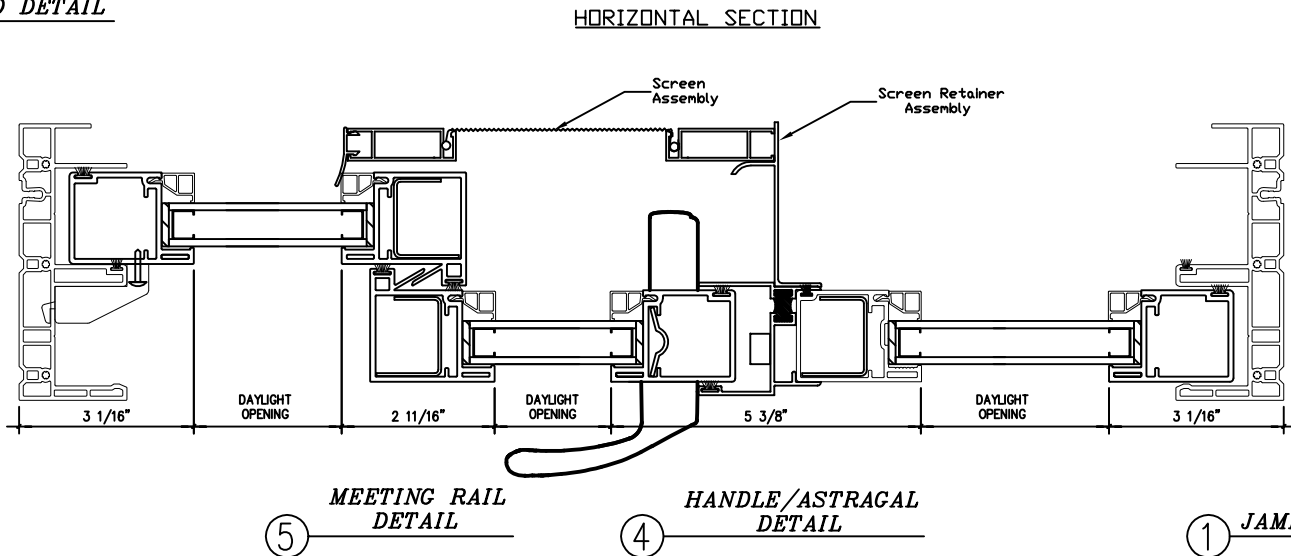 DETAIL
HORIZONTAL SECTION
Screen
Assembly
Screen Retainer
Assembly
3 1/16"
DAYLIGHT
OPENING
2 11/16"
DAYLIGHT
OPENING
5 3/8"
DAYLIGHT
OPENING
3 1/16"
5
MEETING RAIL
DETAIL
4
HANDLE/ASTRAGAL
DETAIL
1